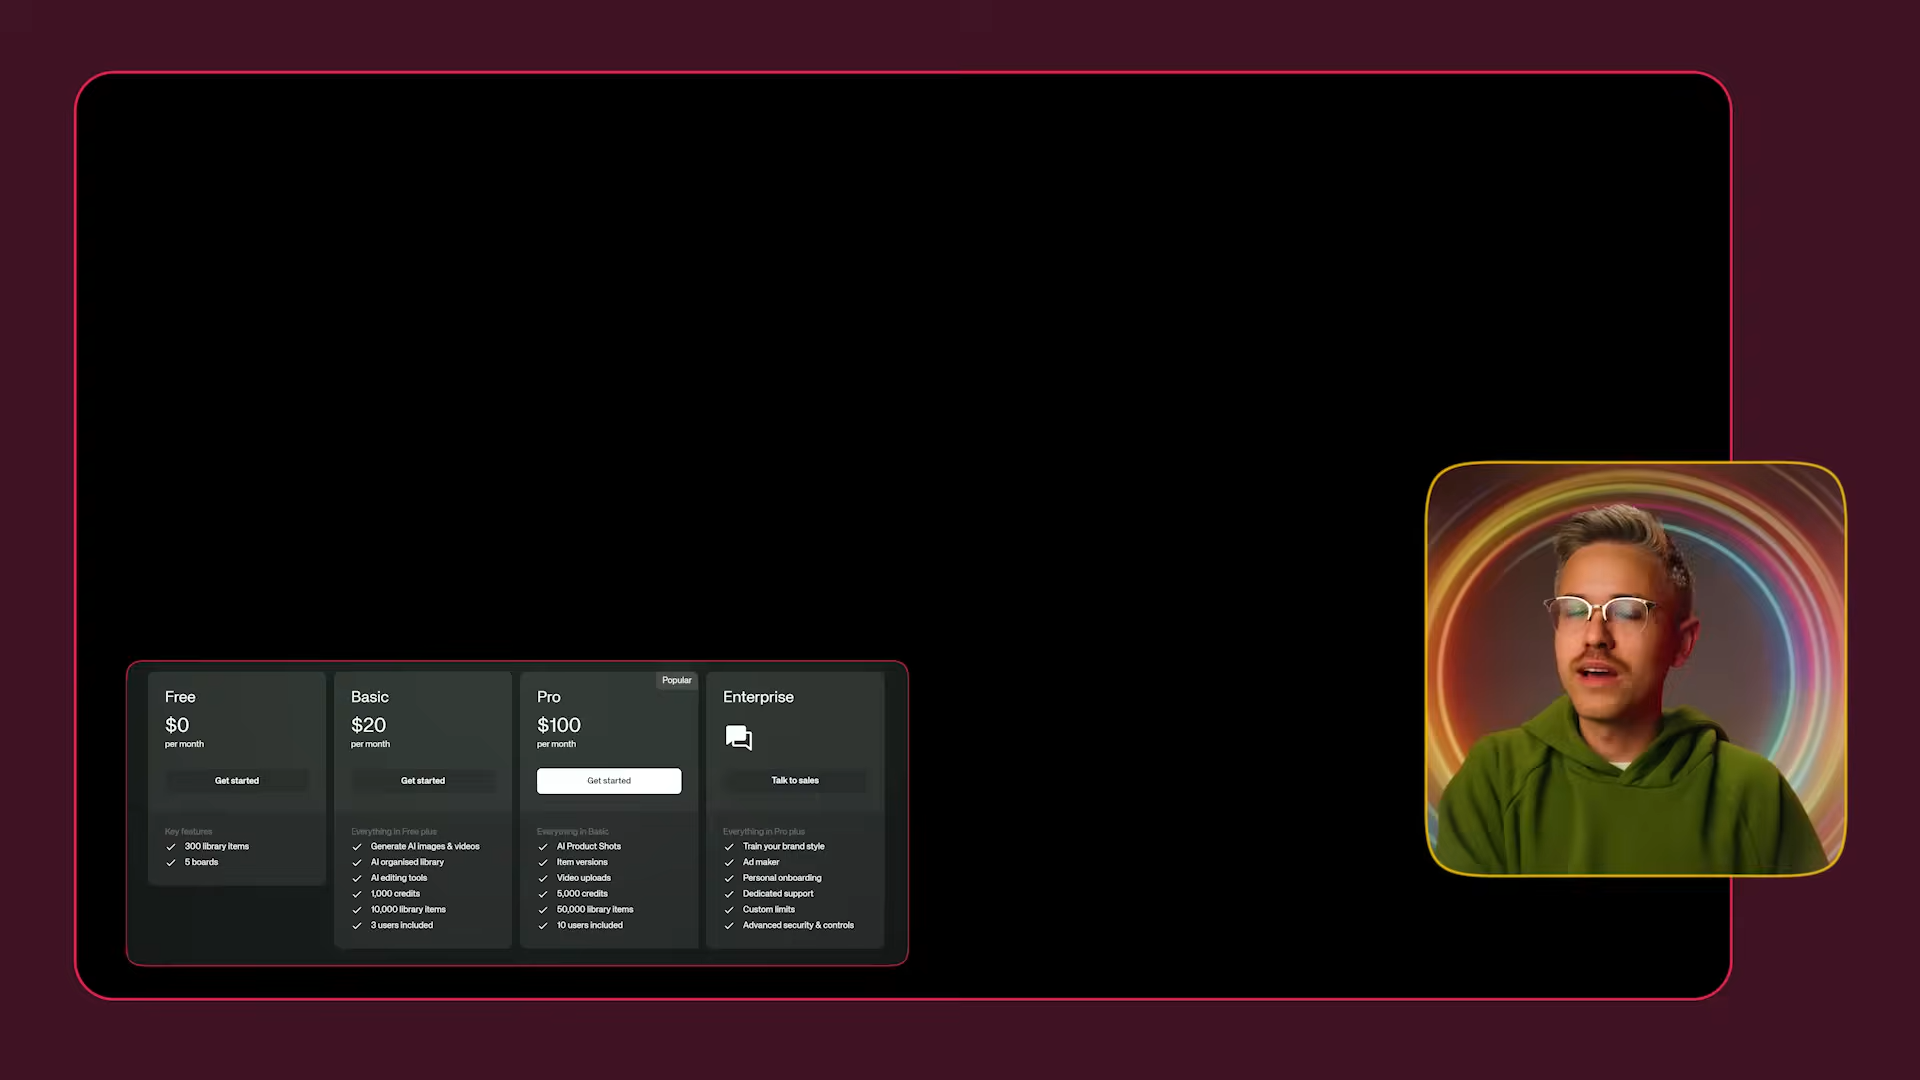 Free
$0
per month
Get started
Key features
300 library items
5 boards
Basic
$20
per month
Get started
Everything in Free plus
Generate AI images & videos
AI organised library
AI editing tools
1,000 credits
10,000 library items
3 users included
Popular
Pro
$100
per month
Get started
Everything in Basic
AI Product Shots
Item versions
Video uploads
5,000 credits
50,000 library items
10 users included
Enterprise
Talk to sales
Everything in Pro plus
Train your brand style
Ad maker
Personal onboarding
Dedicated support
Custom limits
Advanced security & controls